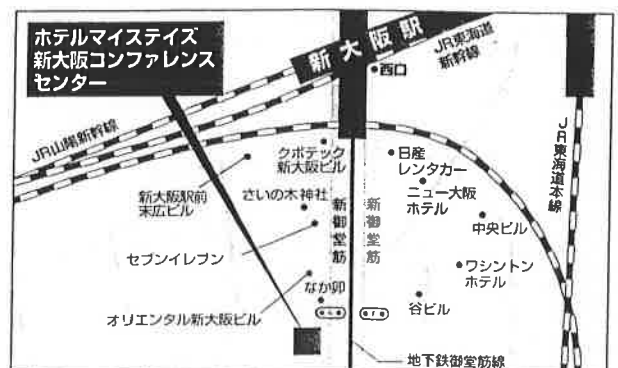 ホテルマイステイズ
新大阪コンファレンス
センター
新大阪駅
JR東海道
新幹線
西口
JR山陽新幹線
JR東海道本線
クボテック
新大阪ビル
日産
レンタカー
新大阪駅前
末広ビル
さいの木神社
ニュー大阪
ホテル
新御堂筋
新御堂筋
中央ビル
セブンイレブン
ワシントン
ホテル
なか卯
谷ビル
オリエンタル新大阪ビル
地下鉄御堂筋線